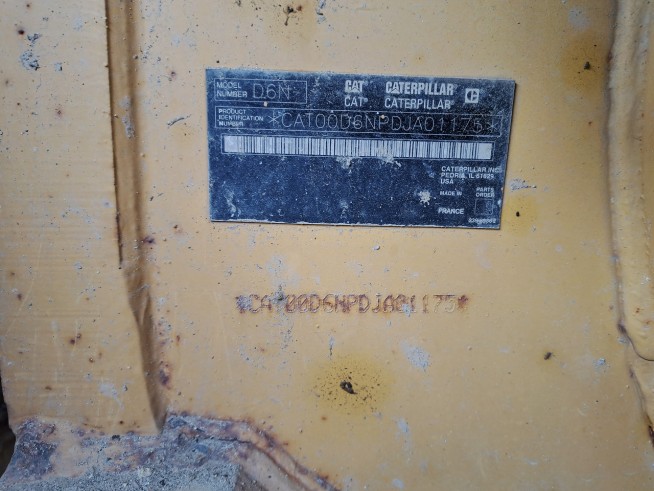 MODEL NUMBER D6N
CAT CATERPILLAR
CAT® CATERPILLAR®
PRODUCT IDENTIFICATION NUMBER *CAT00D6NPDJA01175*
CATERPILLAR INC.
PEORIA, IL 61629
USA
MADE IN
FRANCE
PARTS ORDER
*CAT00D6NPDJA01175*